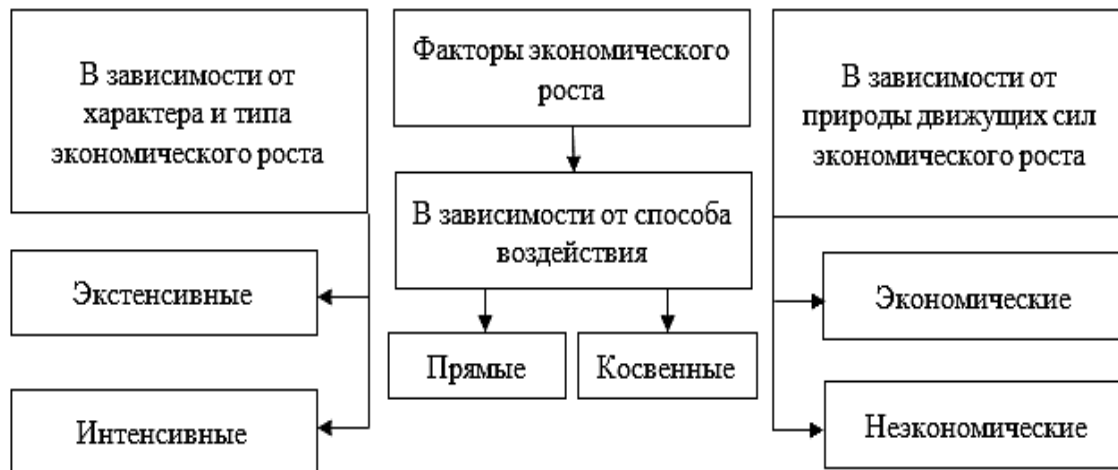 В зависимости от
характера и типа
экономического роста
Экстенсивные
Интенсивные
Факторы экономического
роста
В зависимости от способа
воздействия
Прямые
Косвенные
В зависимости от
природы движущих сил
экономического роста
Экономические
Неэкономические